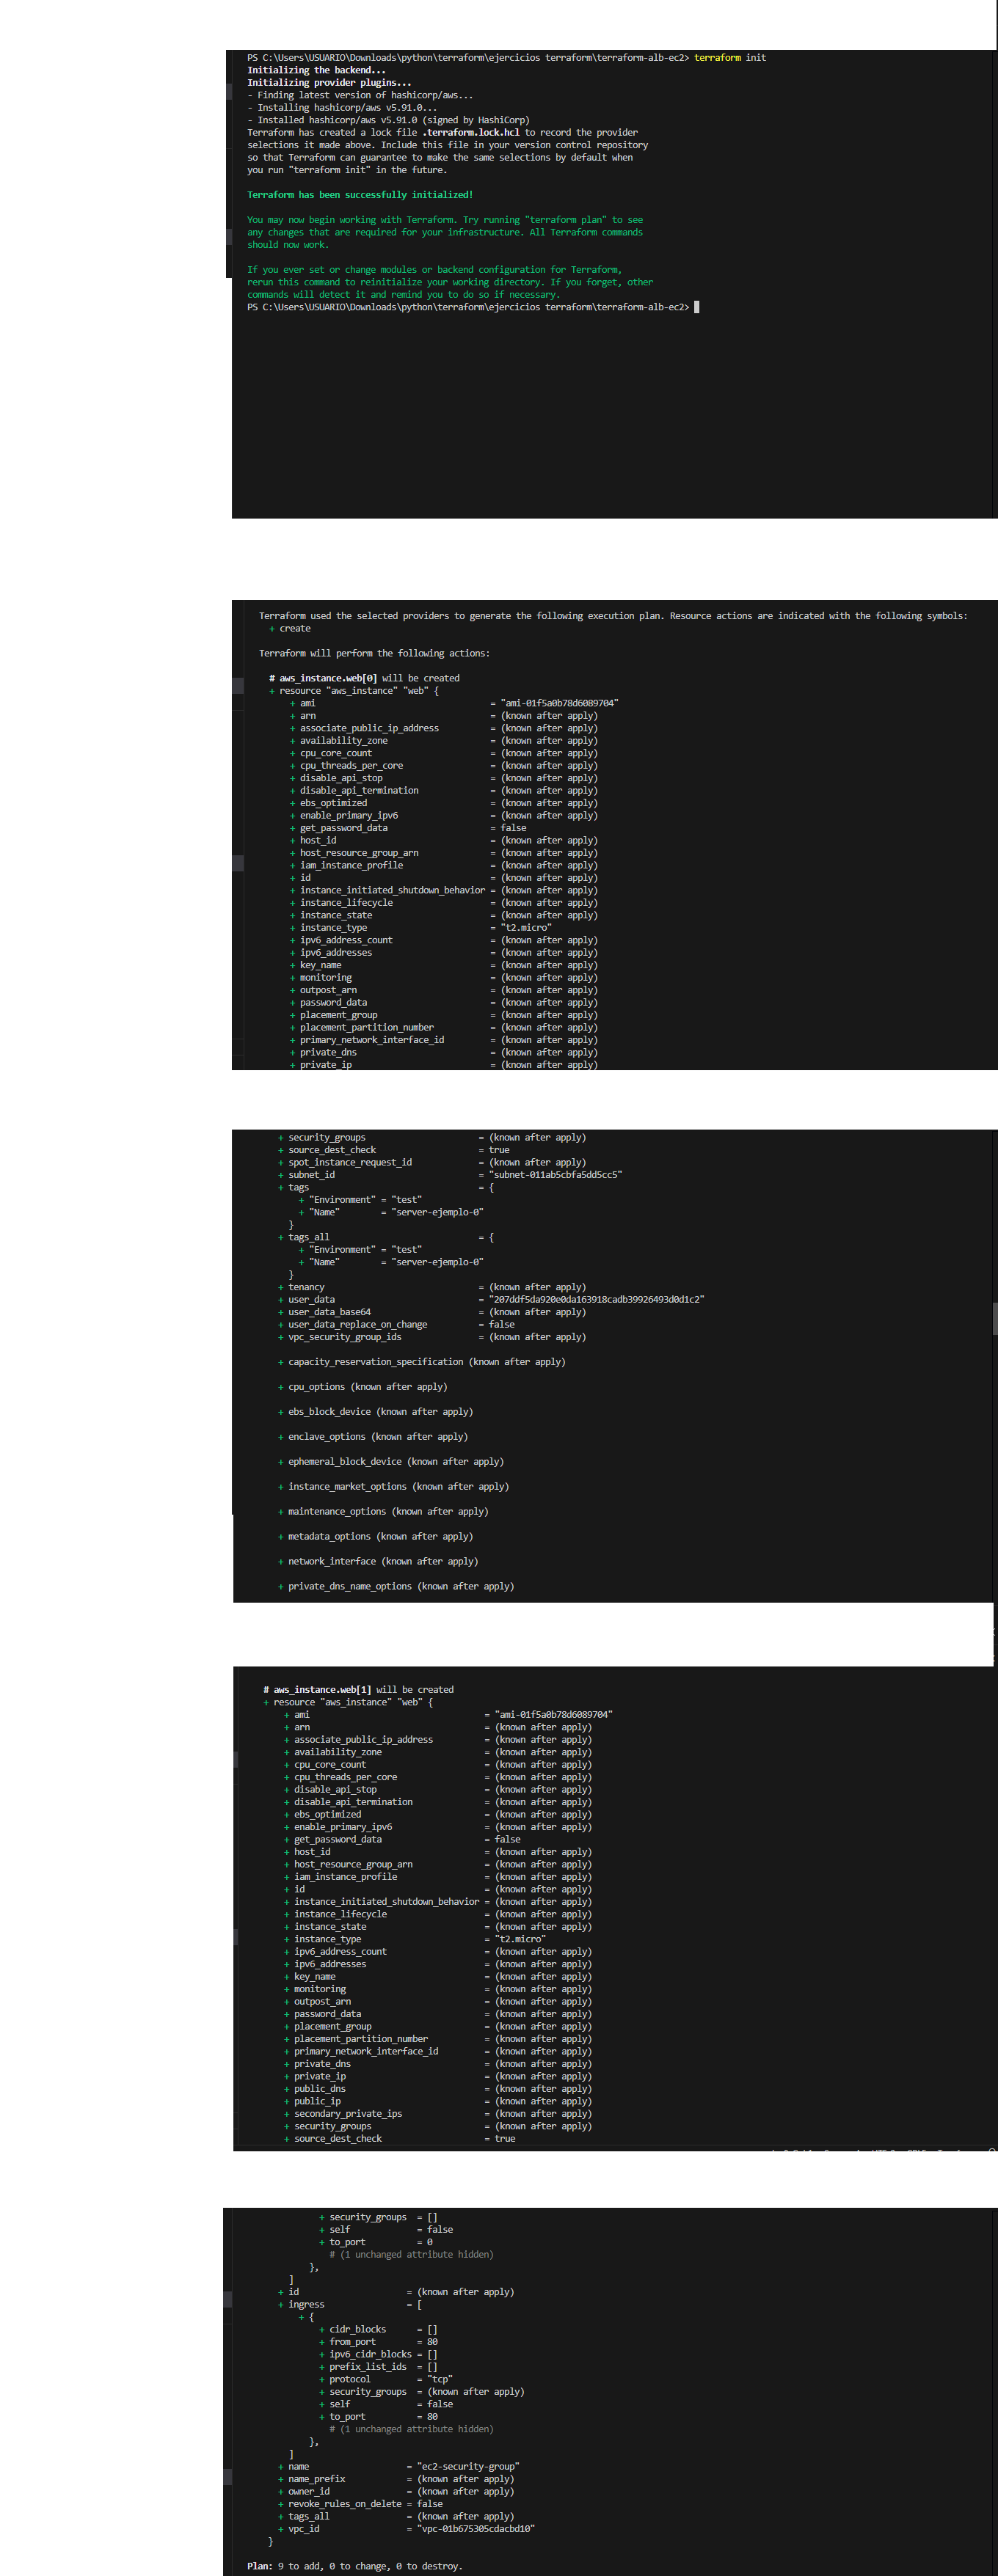 PS C:\Users\USUARIO\Downloads\python\terraform\ejercicios terraform\terraform-alb-ec2> terraform init
Initializing the backend...
Initializing provider plugins...
- Finding latest version of hashicorp/aws...
- Installing hashicorp/aws v5.91.0...
- Installed hashicorp/aws v5.91.0 (signed by HashiCorp)
Terraform has created a lock file .terraform.lock.hcl to record the provider
selections it made above. Include this file in your version control repository
so that Terraform can guarantee to make the same selections by default when
you run "terraform init" in the future.
Terraform has been successfully initialized!
You may now begin working with Terraform. Try running "terraform plan" to see
any changes that are required for your infrastructure. All Terraform commands
should now work.
If you ever set or change modules or backend configuration for Terraform,
rerun this command to reinitialize your working directory. If you forget, other
commands will detect it and remind you to do so if necessary.
PS C:\Users\USUARIO\Downloads\python\terraform\ejercicios terraform\terraform-alb-ec2>
Terraform used the selected providers to generate the following execution plan. Resource actions are indicated with the following symbols:
+ create
Terraform will perform the following actions:
# aws_instance.web[0] will be created
+ resource "aws_instance" "web" {
+ ami = "ami-01f5a0b78d6089704"
+ arn = (known after apply)
+ associate_public_ip_address = (known after apply)
+ availability_zone = (known after apply)
+ cpu_core_count = (known after apply)
+ cpu_threads_per_core = (known after apply)
+ disable_api_stop = (known after apply)
+ disable_api_termination = (known after apply)
+ ebs_optimized = (known after apply)
+ enable_primary_ipv6 = (known after apply)
+ get_password_data = false
+ host_id = (known after apply)
+ host_resource_group_arn = (known after apply)
+ iam_instance_profile = (known after apply)
+ id = (known after apply)
+ instance_initiated_shutdown_behavior = (known after apply)
+ instance_lifecycle = (known after apply)
+ instance_state = (known after apply)
+ instance_type = "t2.micro"
+ ipv6_address_count = (known after apply)
+ ipv6_addresses = (known after apply)
+ key_name = (known after apply)
+ monitoring = (known after apply)
+ outpost_arn = (known after apply)
+ password_data = (known after apply)
+ placement_group = (known after apply)
+ placement_partition_number = (known after apply)
+ primary_network_interface_id = (known after apply)
+ private_dns = (known after apply)
+ private_ip = (known after apply)
+ security_groups = (known after apply)
+ source_dest_check = true
+ spot_instance_request_id = (known after apply)
+ subnet_id = "subnet-011ab5cbfa5dd5cc5"
+ tags = {
+ "Environment" = "test"
+ "Name" = "server-ejemplo-0"
}
+ tags_all = {
+ "Environment" = "test"
+ "Name" = "server-ejemplo-0"
}
+ tenancy = (known after apply)
+ user_data = "207ddf5da920e0da163918cadb39926493d0d1c2"
+ user_data_base64 = (known after apply)
+ user_data_replace_on_change = false
+ vpc_security_group_ids = (known after apply)
+ capacity_reservation_specification (known after apply)
+ cpu_options (known after apply)
+ ebs_block_device (known after apply)
+ enclave_options (known after apply)
+ ephemeral_block_device (known after apply)
+ instance_market_options (known after apply)
+ maintenance_options (known after apply)
+ metadata_options (known after apply)
+ network_interface (known after apply)
+ private_dns_name_options (known after apply)
# aws_instance.web[1] will be created
+ resource "aws_instance" "web" {
+ ami = "ami-01f5a0b78d6089704"
+ arn = (known after apply)
+ associate_public_ip_address = (known after apply)
+ availability_zone = (known after apply)
+ cpu_core_count = (known after apply)
+ cpu_threads_per_core = (known after apply)
+ disable_api_stop = (known after apply)
+ disable_api_termination = (known after apply)
+ ebs_optimized = (known after apply)
+ enable_primary_ipv6 = (known after apply)
+ get_password_data = false
+ host_id = (known after apply)
+ host_resource_group_arn = (known after apply)
+ iam_instance_profile = (known after apply)
+ id = (known after apply)
+ instance_initiated_shutdown_behavior = (known after apply)
+ instance_lifecycle = (known after apply)
+ instance_state = (known after apply)
+ instance_type = "t2.micro"
+ ipv6_address_count = (known after apply)
+ ipv6_addresses = (known after apply)
+ key_name = (known after apply)
+ monitoring = (known after apply)
+ outpost_arn = (known after apply)
+ password_data = (known after apply)
+ placement_group = (known after apply)
+ placement_partition_number = (known after apply)
+ primary_network_interface_id = (known after apply)
+ private_dns = (known after apply)
+ private_ip = (known after apply)
+ public_dns = (known after apply)
+ public_ip = (known after apply)
+ secondary_private_ips = (known after apply)
+ security_groups = (known after apply)
+ source_dest_check = true
+ security_groups = []
+ self = false
+ to_port = 0
# (1 unchanged attribute hidden)
},
]
+ id = (known after apply)
+ ingress = [
+ {
+ cidr_blocks = []
+ from_port = 80
+ ipv6_cidr_blocks = []
+ prefix_list_ids = []
+ protocol = "tcp"
+ security_groups = (known after apply)
+ self = false
+ to_port = 80
# (1 unchanged attribute hidden)
},
]
+ name = "ec2-security-group"
+ name_prefix = (known after apply)
+ owner_id = (known after apply)
+ revoke_rules_on_delete = false
+ tags_all = (known after apply)
+ vpc_id = "vpc-01b675305cdacbd10"
}
Plan: 9 to add, 0 to change, 0 to destroy.